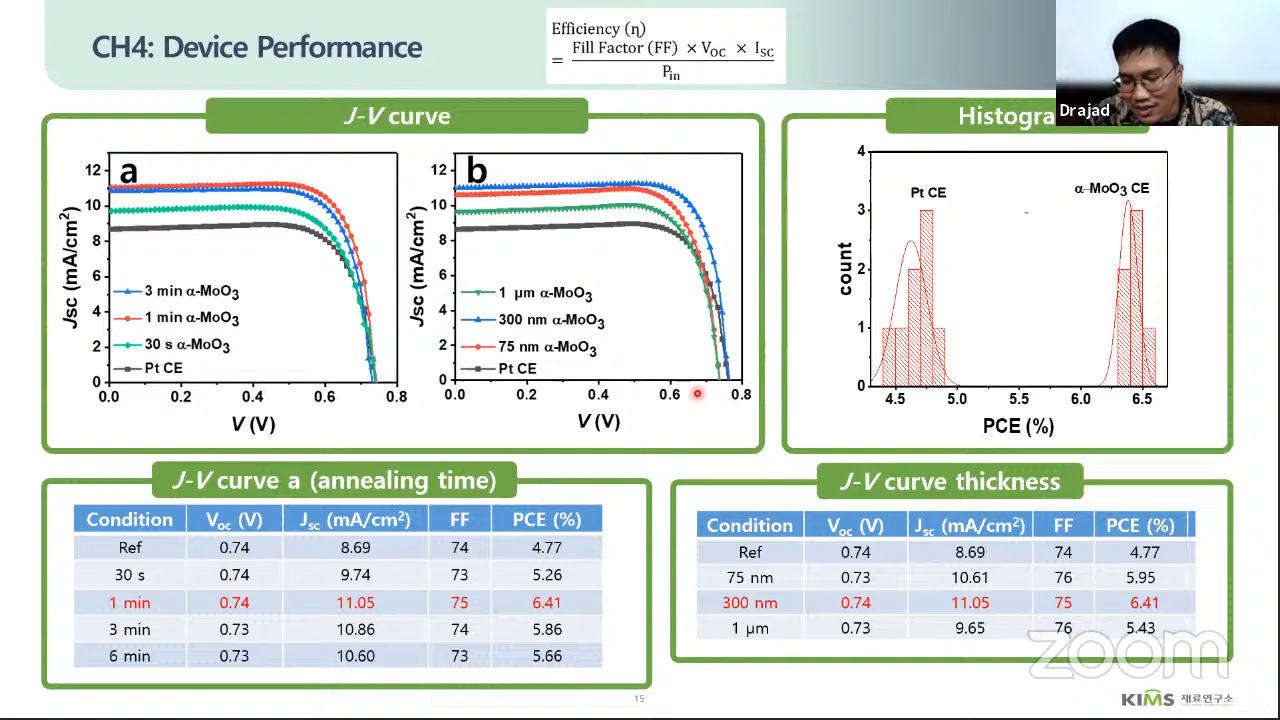 CH4: Device Performance
Efficiency (η)
= Fill Factor (FF) × V_OC × I_SC
P_in
Drajad
J-V curve
Histogra
a
12
10
8
6
4
2
0
0.0 0.2 0.4 0.6 0.8
Jsc (mA/cm²)
V (V)
3 min α-MoO₃
1 min α-MoO₃
30 s α-MoO₃
Pt CE
b
12
10
8
6
4
2
0
0.0 0.2 0.4 0.6 0.8
Jsc (mA/cm²)
V (V)
1 μm α-MoO₃
300 nm α-MoO₃
75 nm α-MoO₃
Pt CE
4
3
2
1
0
4.5 5.0 5.5 6.0 6.5
count
PCE (%)
Pt CE
α-MoO₃ CE
J-V curve a (annealing time)
Condition V_oc (V) J_sc (mA/cm²) FF PCE (%)
Ref 0.74 8.69 74 4.77
30 s 0.74 9.74 73 5.26
1 min 0.74 11.05 75 6.41
3 min 0.73 10.86 74 5.86
6 min 0.73 10.60 73 5.66
J-V curve thickness
Condition V_oc (V) J_sc (mA/cm²) FF PCE (%)
Ref 0.74 8.69 74 4.77
75 nm 0.73 10.61 76 5.95
300 nm 0.74 11.05 75 6.41
1 μm 0.73 9.65 76 5.43
zoom
15
KIMS 재료연구소